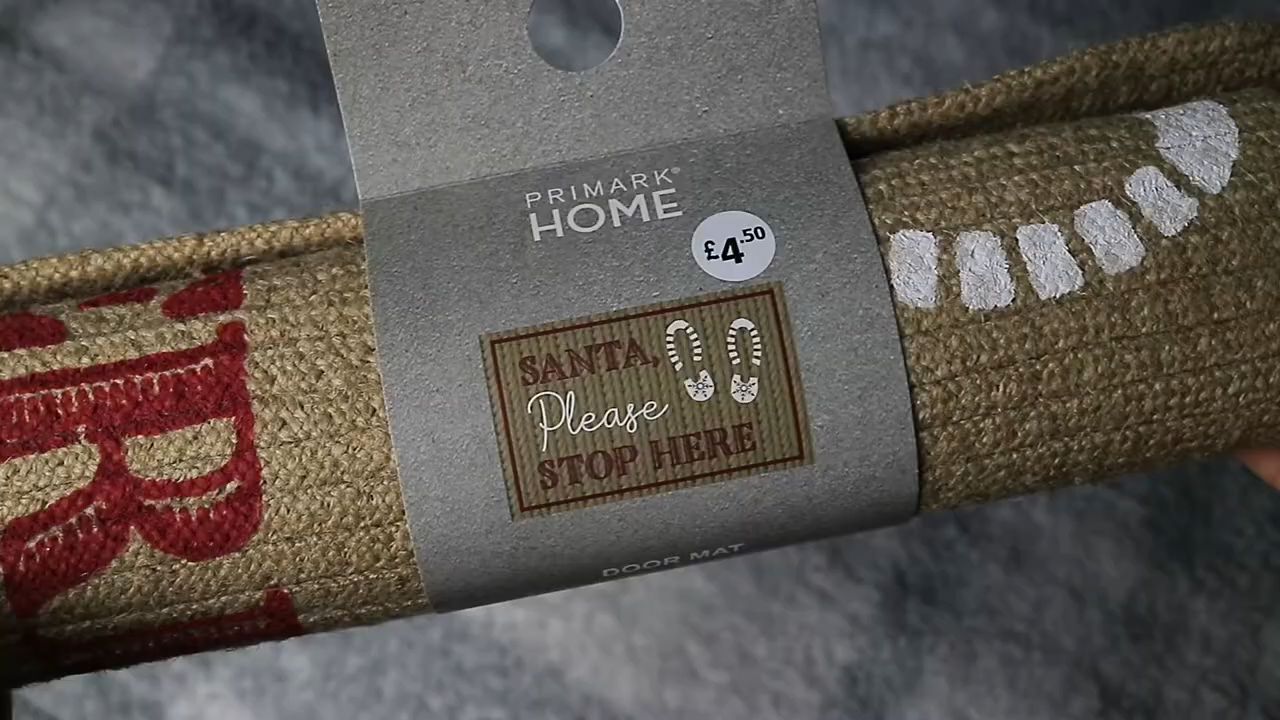 PRIMARK®
HOME
£4.50
SANTA,
Please
STOP HERE
DOOR MAT
R